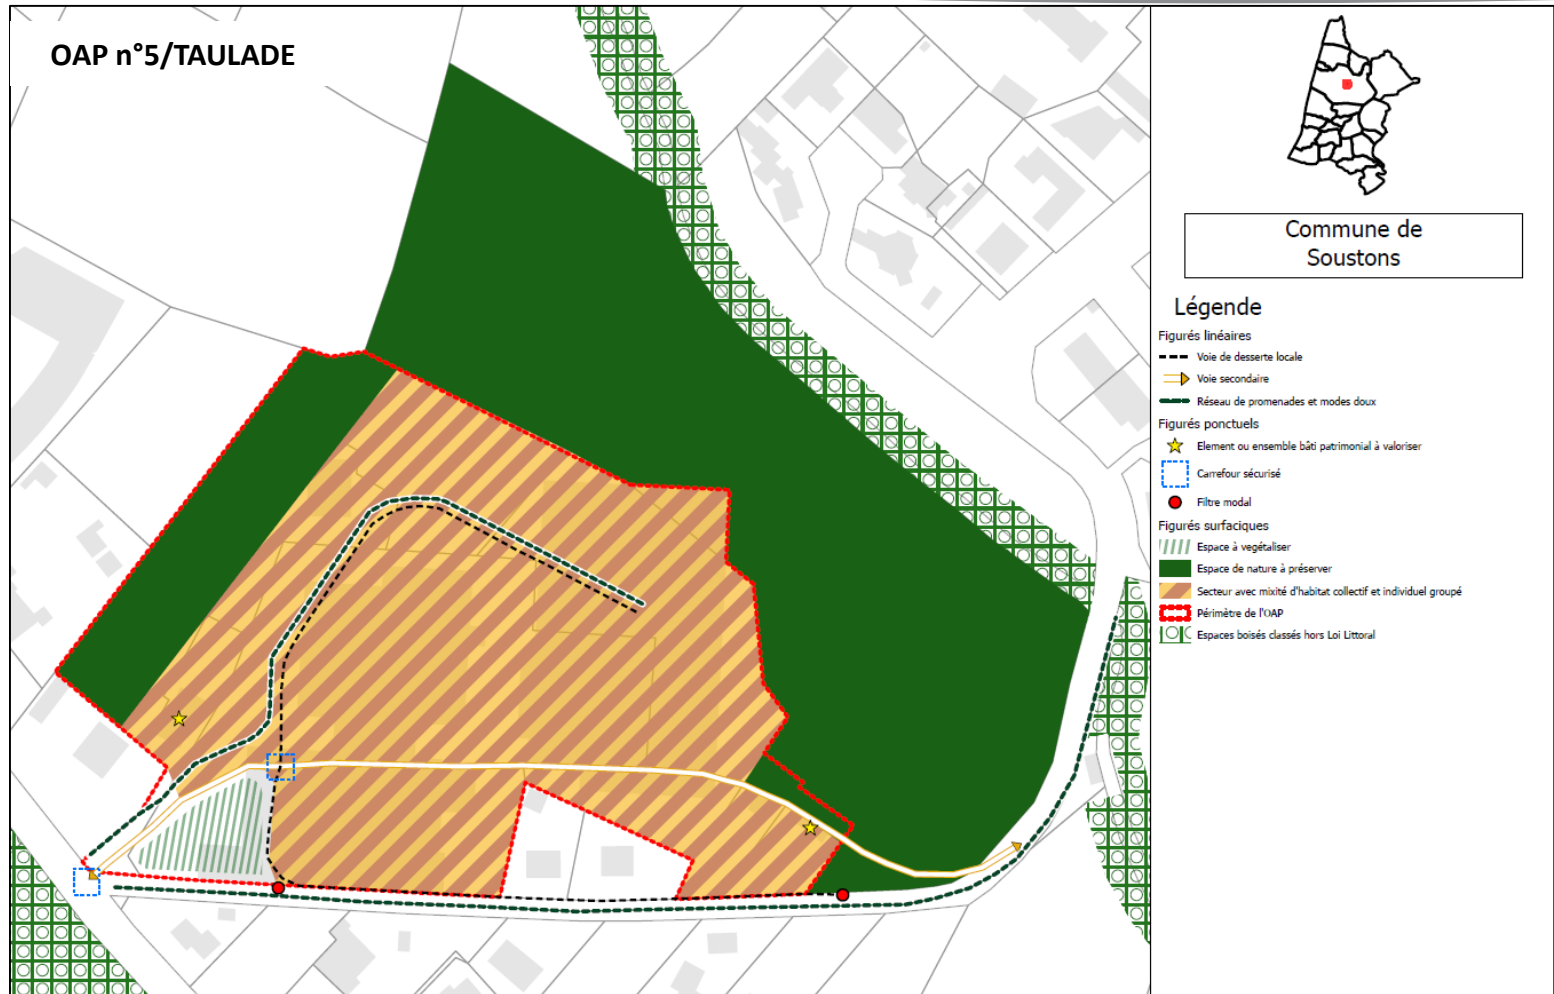 OAP n°5/TAULADE
Commune de
Soustons
Légende
Figurés linéaires
Voie de desserte locale
Voie secondaire
Réseau de promenades et modes doux
Figurés ponctuels
Element ou ensemble bâti patrimonial à valoriser
Carrefour sécurisé
Filtre modal
Figurés surfaciques
Espace à vegétaliser
Espace de nature à préserver
Secteur avec mixité d'habitat collectif et individuel groupé
Périmètre de l'OAP
Espaces boisés classés hors Loi Littoral